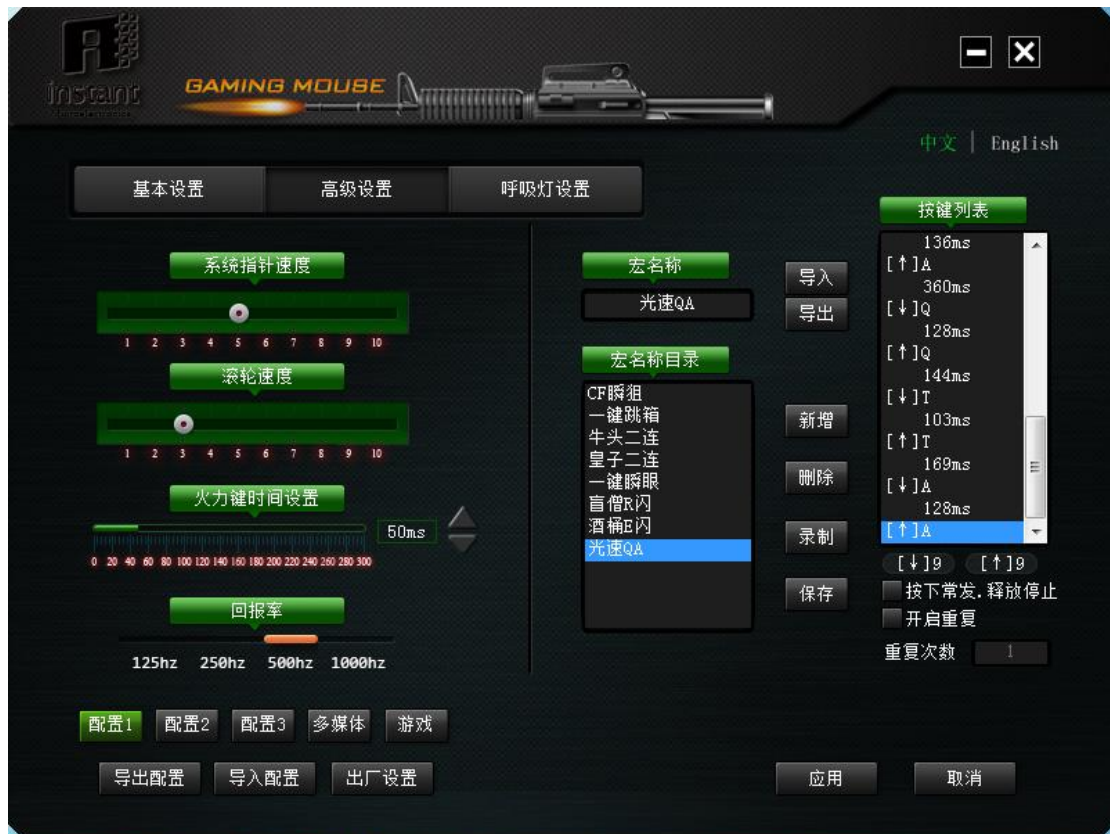 instant
GAMING MOUSE
中文 | English
基本设置
高级设置
呼吸灯设置
系统指针速度
1 2 3 4 5 6 7 8 9 10
滚轮速度
1 2 3 4 5 6 7 8 9 10
火力键时间设置
50ms
0 20 40 60 80 100 120 140 160 180 200 220 240 260 280 300
回报率
125hz 250hz 500hz 1000hz
配置1
配置2
配置3
多媒体
游戏
导出配置
导入配置
出厂设置
宏名称
光速QA
宏名称目录
CF瞬狙
一键跳箱
牛头二连
皇子二连
一键瞬眼
盲僧R闪
酒桶E闪
光速QA
导入
导出
新增
删除
录制
保存
按键列表
136ms
[↑]A
360ms
[↓]Q
128ms
[↑]Q
144ms
[↓]T
103ms
[↑]T
169ms
[↓]A
128ms
[↑]A
[↓]9 [↑]9
按下常发.释放停止
开启重复
重复次数 1
应用
取消